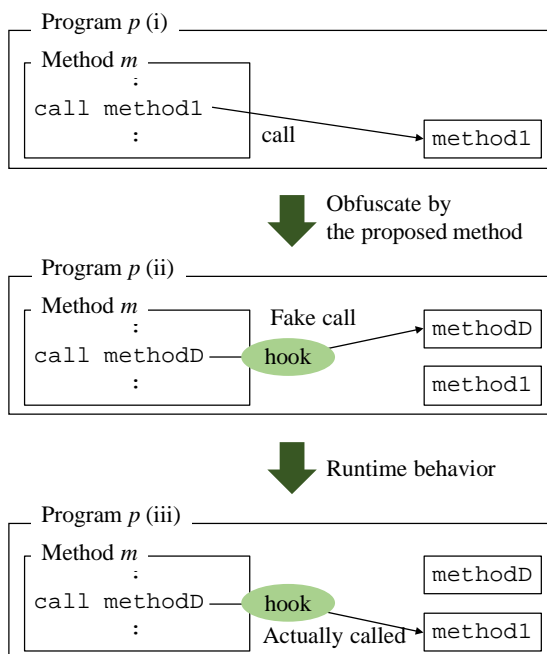 Program p (i)
Method m
:
call method1
:
call
method1
Obfuscate by
the proposed method
Program p (ii)
Method m
:
Fake call
methodD
call methodD
hook
:
method1
Runtime behavior
Program p (iii)
Method m
:
methodD
call methodD
hook
:
Actually called
method1